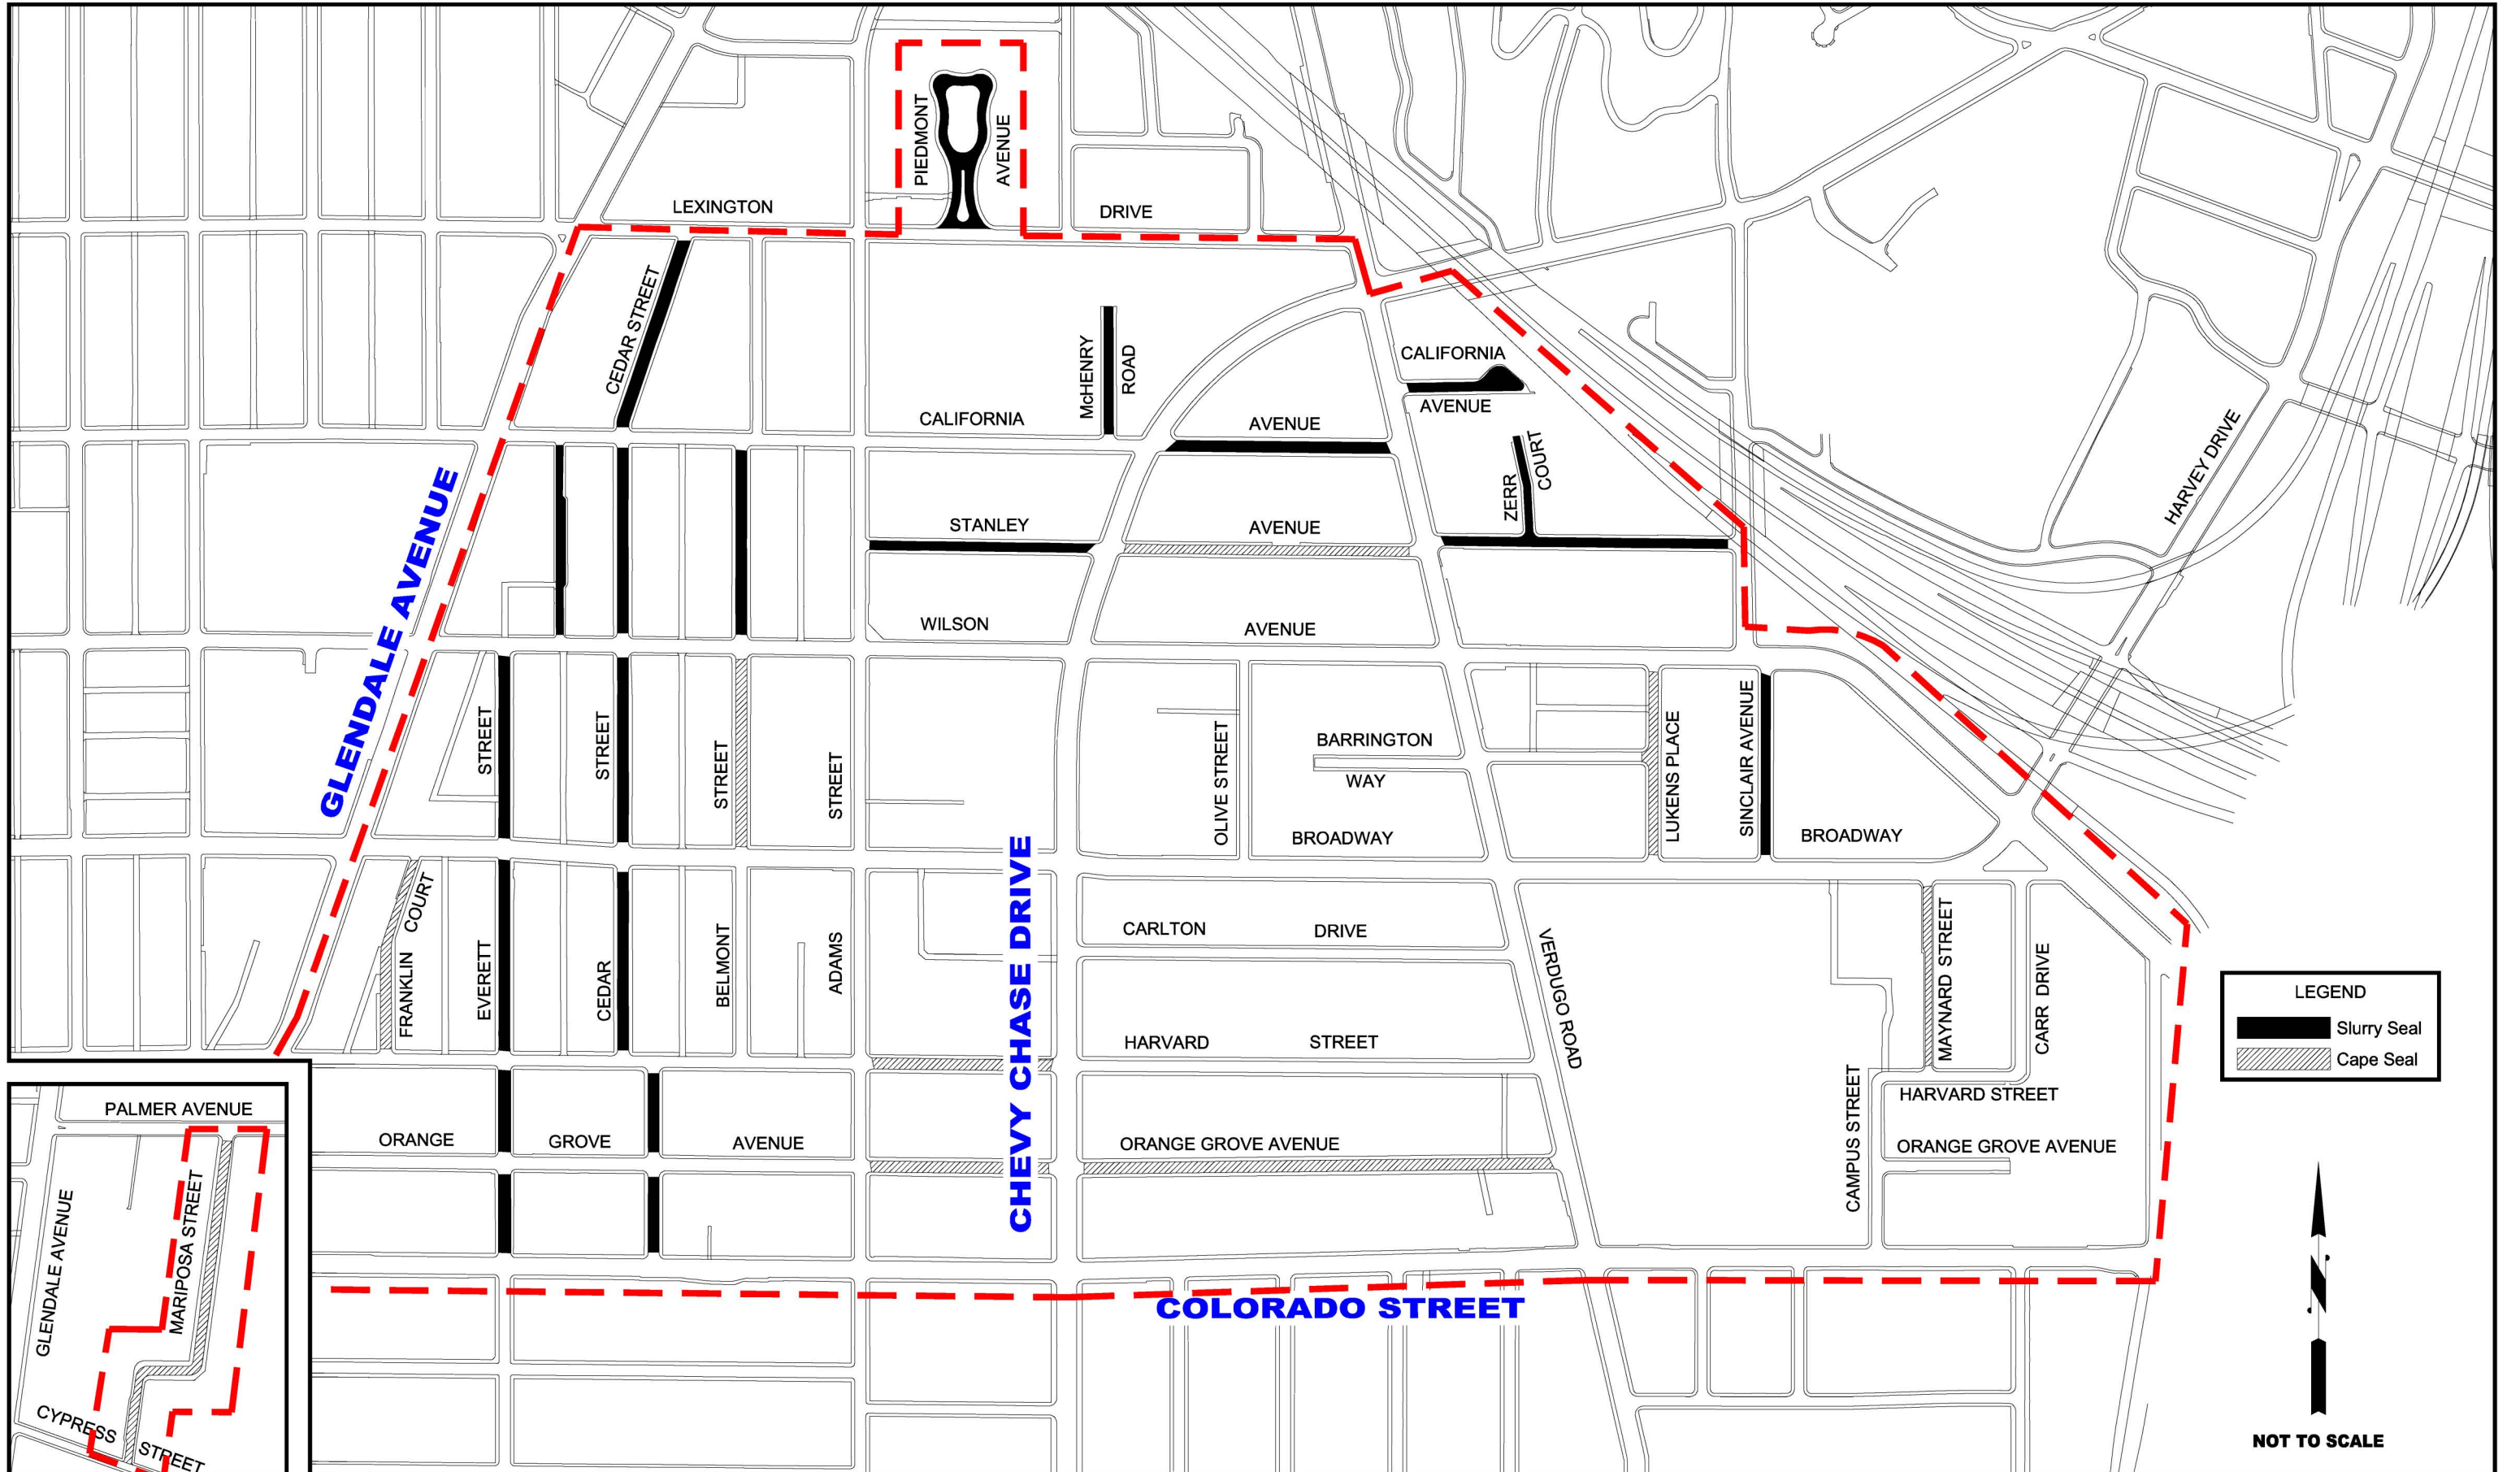 PIEDMONT
AVENUE
LEXINGTON
DRIVE
CEDAR STREET
McHENRY
ROAD
CALIFORNIA
AVENUE
CALIFORNIA
AVENUE
HARVEY DRIVE
ZERR
COURT
STANLEY
AVENUE
GLENDALE AVENUE
WILSON
AVENUE
STREET
STREET
STREET
STREET
OLIVE STREET
BARRINGTON
WAY
LUKENS PLACE
SINCLAIR AVENUE
BROADWAY
BROADWAY
CHEVY CHASE DRIVE
FRANKLIN
COURT
EVERETT
CEDAR
BELMONT
ADAMS
CARLTON
DRIVE
VERDUGO ROAD
MAYNARD STREET
CARR DRIVE
HARVARD
STREET
CAMPUS STREET
HARVARD STREET
ORANGE
GROVE
AVENUE
ORANGE GROVE AVENUE
ORANGE GROVE AVENUE
LEGEND
Slurry Seal
Cape Seal
PALMER AVENUE
GLENDALE AVENUE
MARIPOSA STREET
CYPRESS
STREET
COLORADO STREET
N
NOT TO SCALE